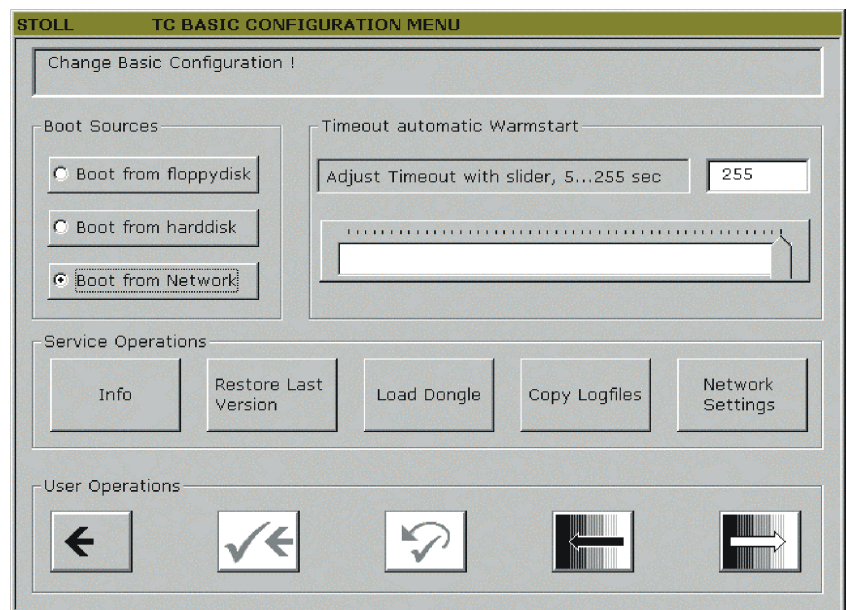 STOLL TC BASIC CONFIGURATION MENU
Change Basic Configuration !
Boot Sources
Boot from floppydisk
Boot from harddisk
Boot from Network
Timeout automatic Warmstart
Adjust Timeout with slider, 5...255 sec
255
Service Operations
Info
Restore Last
Version
Load Dongle
Copy Logfiles
Network
Settings
User Operations